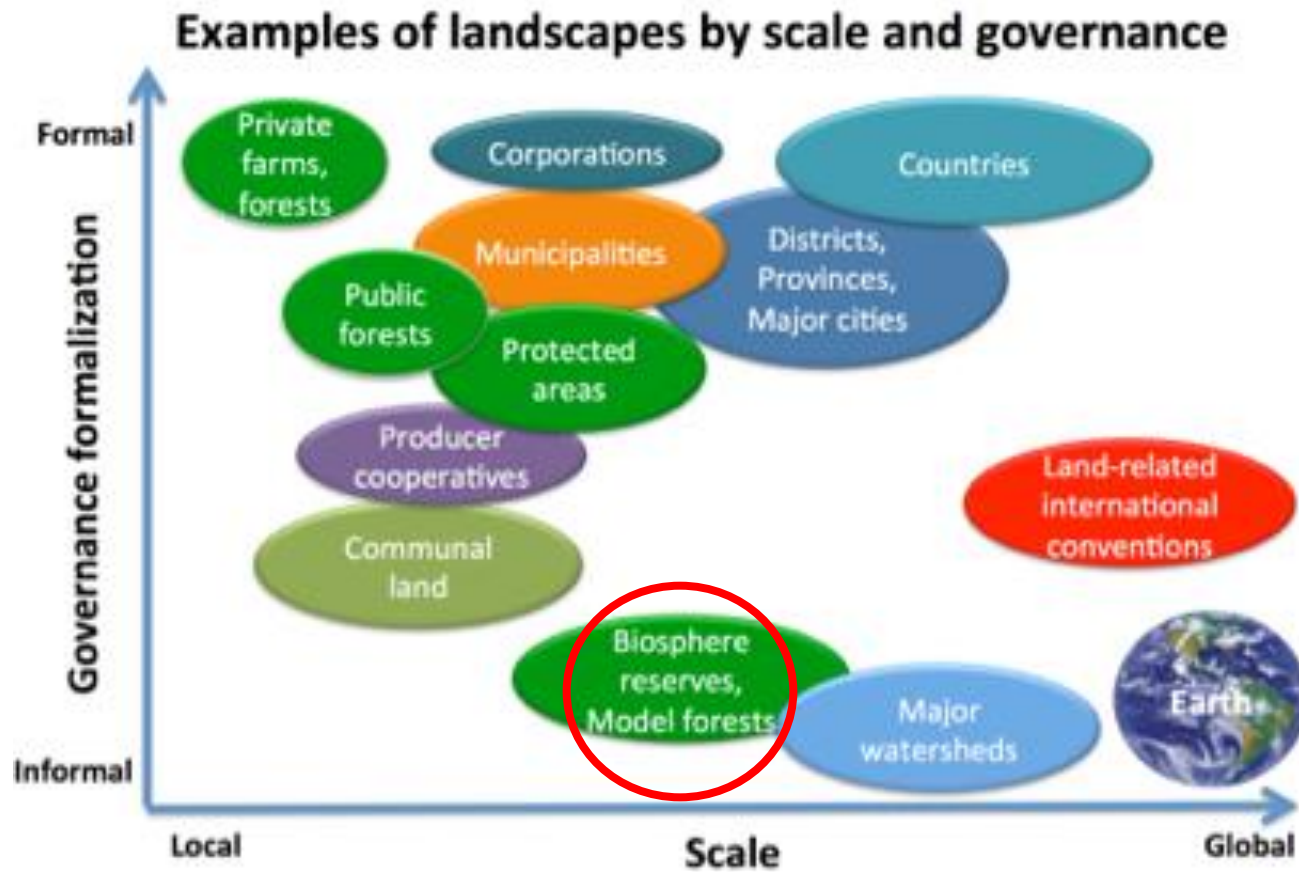 Examples of landscapes by scale and governance
Formal
Private
farms,
forests
Corporations
Countries
Municipalities
Districts,
Provinces,
Major cities
Public
forests
Protected
areas
Governance formalization
Producer
cooperatives
Land-related
international
conventions
Communal
land
Biosphere
reserves,
Model forests
Major
watersheds
Earth
Informal
Local
Scale
Global